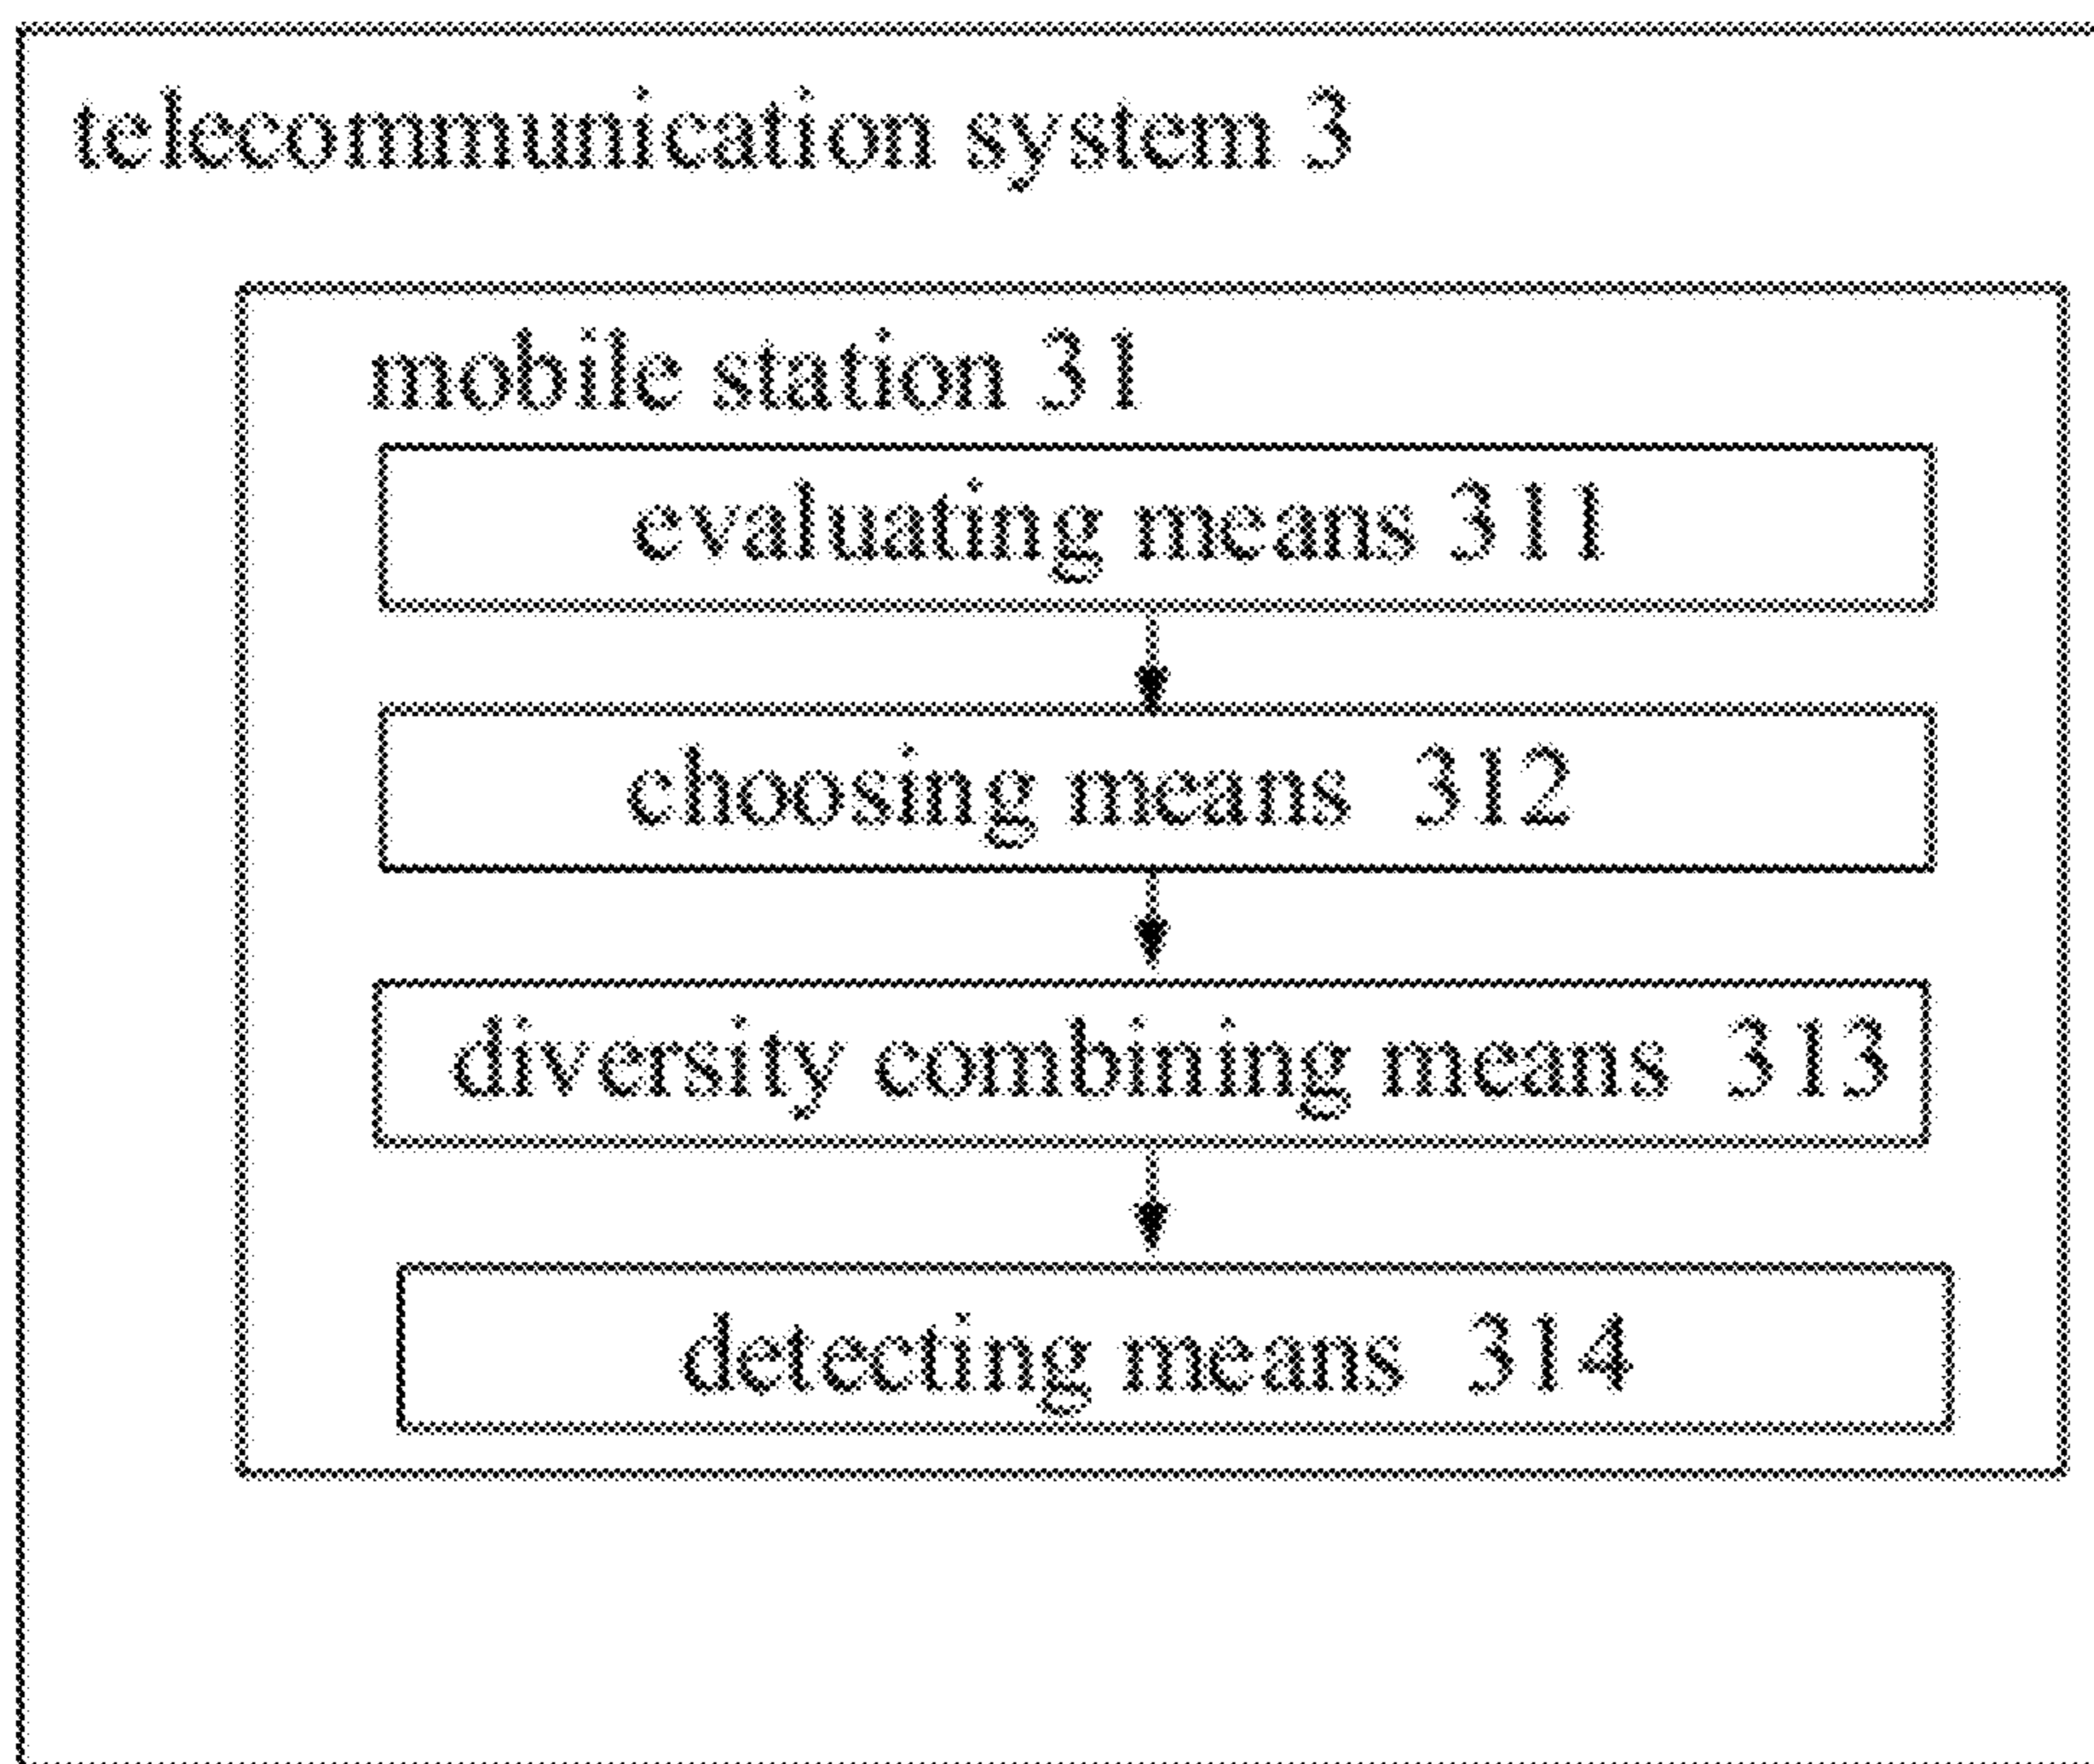 telecommunication system 3
mobile station 31
evaluating means 311
choosing means 312
diversity combining means 313
detecting means 314